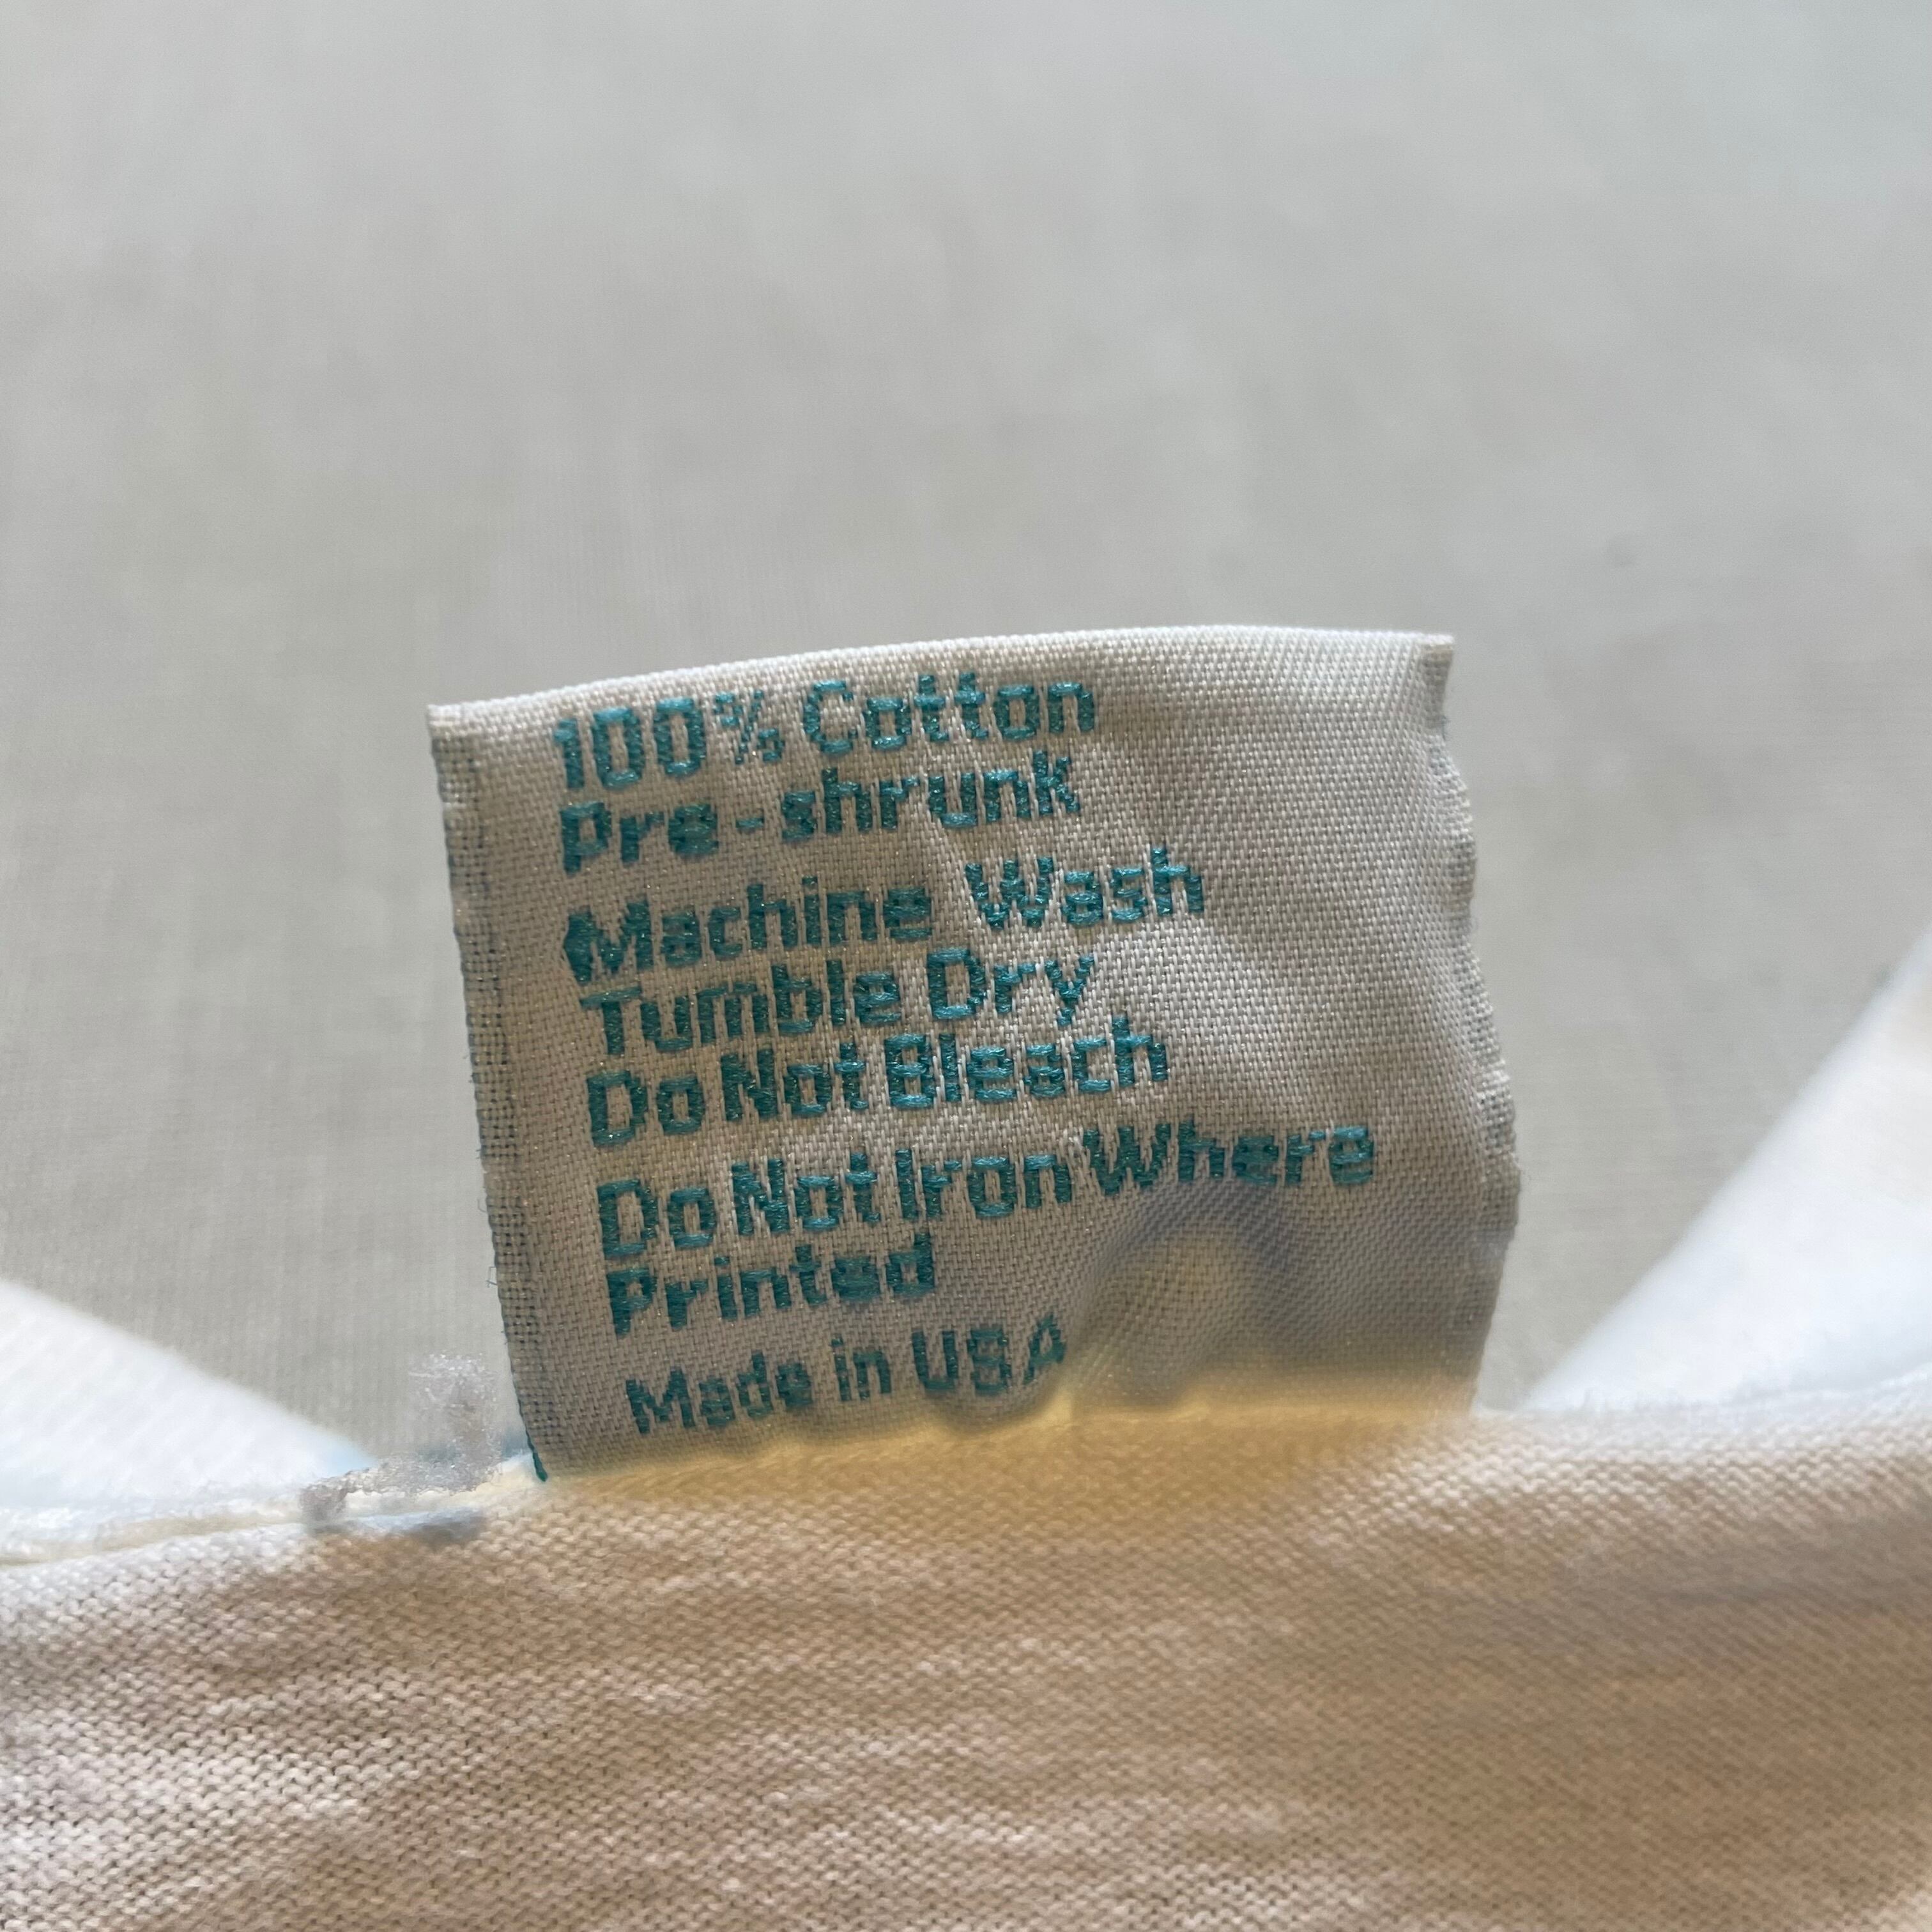 100% Cotton
Pre-shrunk
Machine Wash
Tumble Dry
Do Not Bleach
Do Not Iron Where
Printed
Made in USA